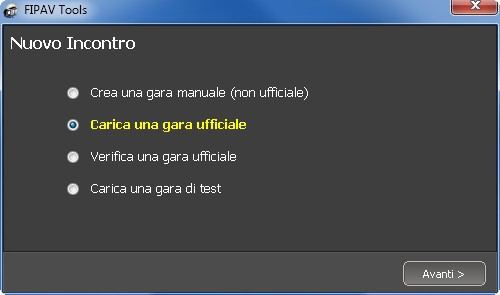 FIPAV Tools
Nuovo Incontro
Crea una gara manuale (non ufficiale)
Carica una gara ufficiale
Verifica una gara ufficiale
Carica una gara di test
Avanti >